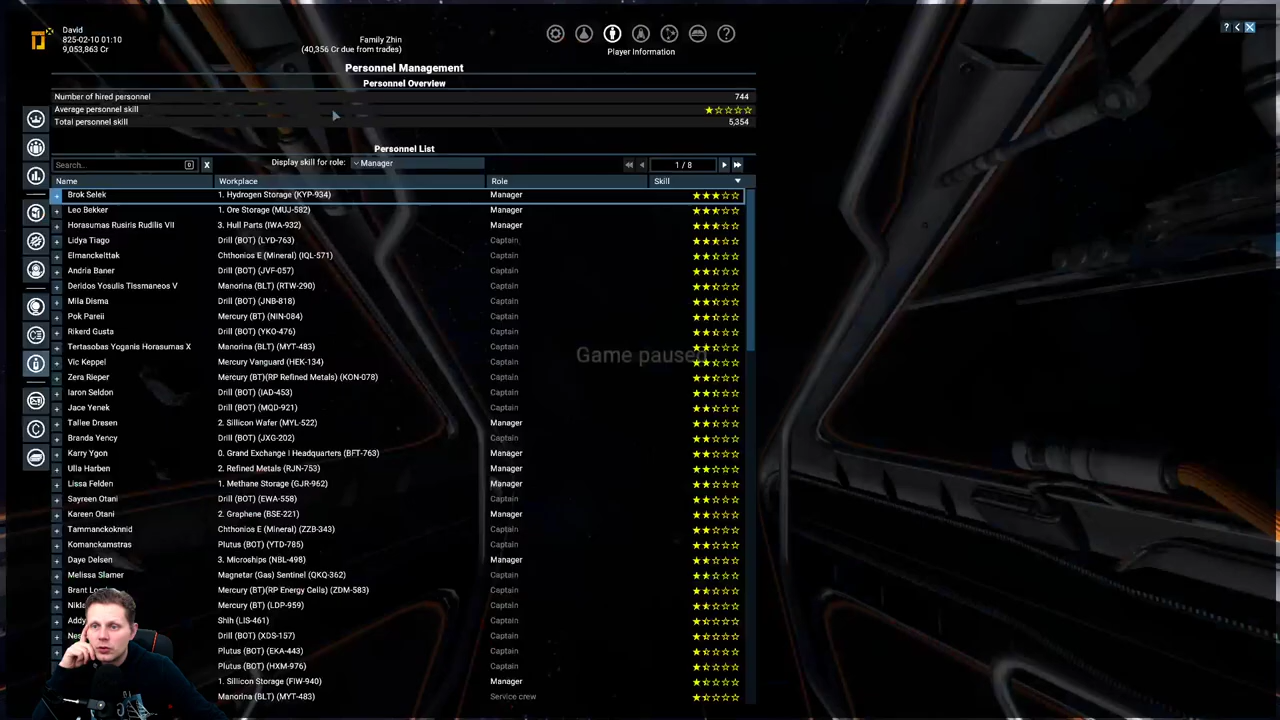 David
825-02-10 01:10
9,053,863 Cr
Family Zhin
(40,356 Cr due from trades)
Player Information
Personnel Management
Personnel Overview
Number of hired personnel 744
Average personnel skill
Total personnel skill 5,354
Personnel List
Search... Display skill for role: Manager 1 / 8
Name Workplace Role Skill
Brok Selek 1. Hydrogen Storage (KYP-934) Manager
Leo Bekker 1. Ore Storage (MUJ-582) Manager
Horasumas Rusiris Rudilis VII 3. Hull Parts (IWA-932) Manager
Lidya Tiago Drill (BOT) (LYD-763) Captain
Elmanckelttak Chthonios E (Mineral) (IQL-571) Captain
Andria Baner Drill (BOT) (JVF-057) Captain
Deridos Yosulis Tissmaneos V Manorina (BLT) (RTW-290) Captain
Mila Disma Drill (BOT) (JNB-818) Captain
Pok Pareii Mercury (BT) (NIN-084) Captain
Rikerd Gusta Drill (BOT) (YKO-476) Captain
Tertasobas Yoganis Horasumas X Manorina (BLT) (MYT-483) Captain
Game paused
Vic Keppel Mercury Vanguard (HEK-134) Captain
Zera Rieper Mercury (BT)(RP Refined Metals) (KON-078) Captain
Iaron Seldon Drill (BOT) (IAD-453) Captain
Jace Yenek Drill (BOT) (MQD-921) Captain
Tallee Dresen 2. Sillicon Wafer (MYL-522) Manager
Branda Yency Drill (BOT) (JXG-202) Captain
Karry Ygon 0. Grand Exchange I Headquarters (BFT-763) Manager
Ulla Harben 2. Refined Metals (RJN-753) Manager
Lissa Felden 1. Methane Storage (GJR-962) Manager
Sayreen Otani Drill (BOT) (EWA-558) Captain
Kareen Otani 2. Graphene (BSE-221) Manager
Tammanckoknnid Chthonios E (Mineral) (ZZB-343) Captain
Komanckamstras Plutus (BOT) (YTD-785) Captain
Daye Delsen 3. Microships (NBL-498) Manager
Melissa Slamer Magnetar (Gas) Sentinel (QKQ-362) Captain
Brant Mercury (BT)(RP Energy Cells) (ZDM-583) Captain
Mercury (BT) (LDP-959) Captain
Shih (LIS-461) Captain
Drill (BOT) (XDS-157) Captain
Plutus (BOT) (EKA-443) Captain
Plutus (BOT) (HXM-976) Captain
1. Sillicon Storage (FIW-940) Manager
Manorina (BLT) (MYT-483) Service crew